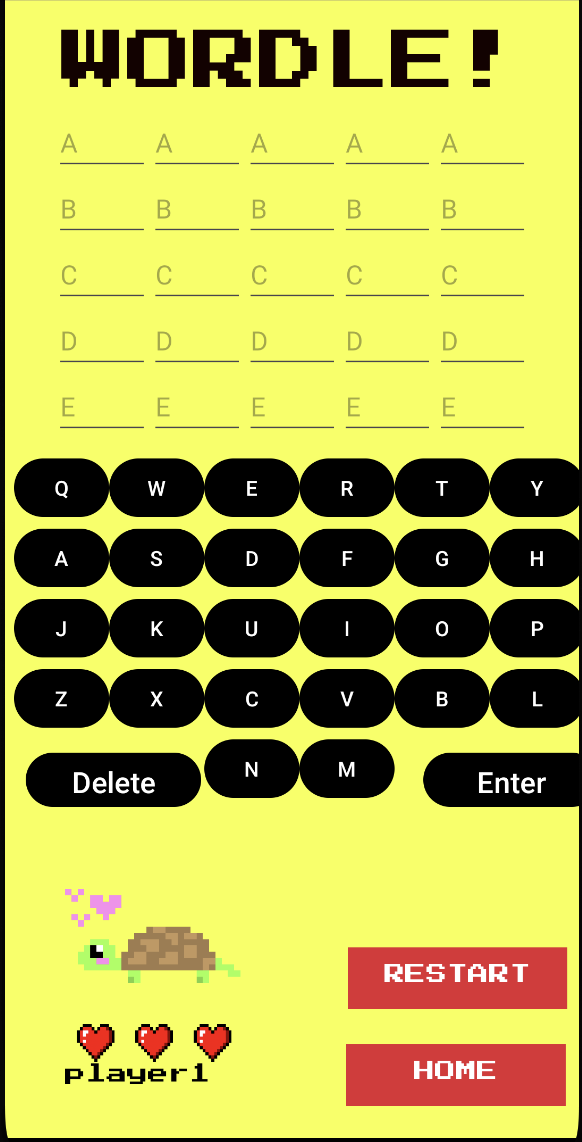 WORDLE!
A A A A A
B B B B B
C C C C C
D D D D D
E E E E E
Q W E R T Y
A S D F G H
J K U I O P
Z X C V B L
Delete N M Enter
RESTART
HOME
player1